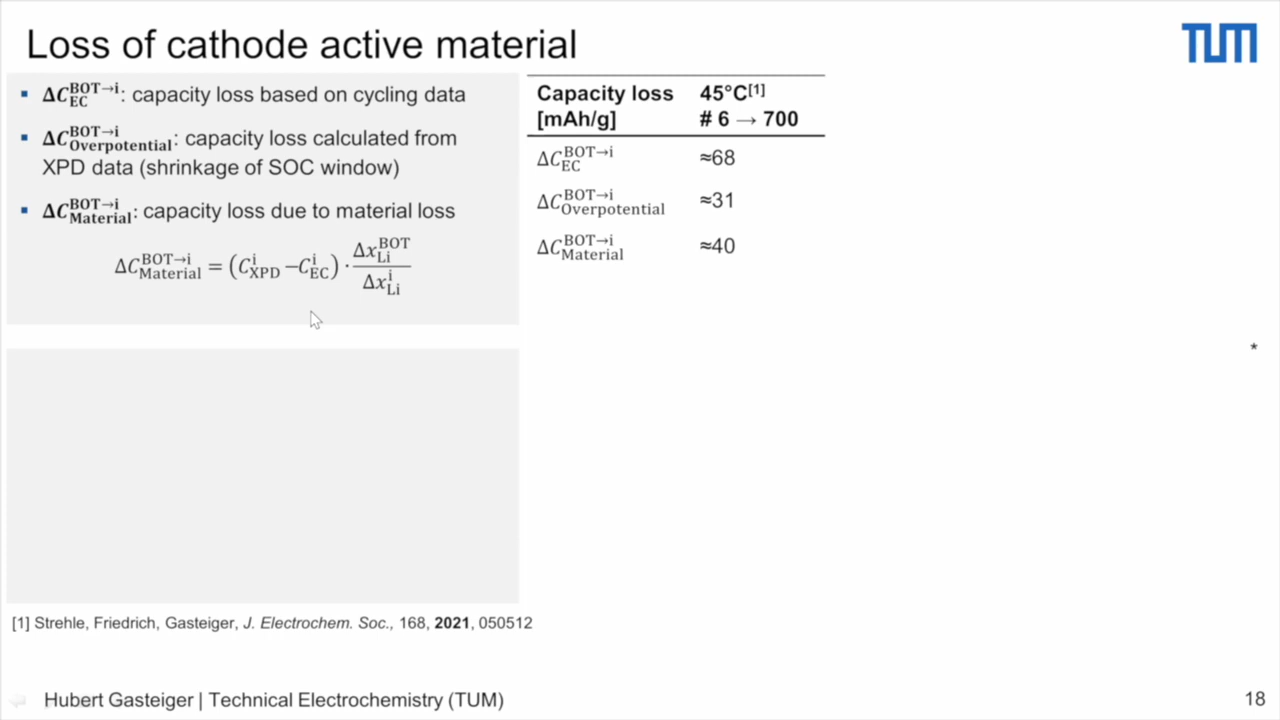 Loss of cathode active material
TUM
▪ ΔC_EC^BOT→i: capacity loss based on cycling data
▪ ΔC_Overpotential^BOT→i: capacity loss calculated from
XPD data (shrinkage of SOC window)
▪ ΔC_Material^BOT→i: capacity loss due to material loss
ΔC_Material^BOT→i = (C_XPD^i – C_EC^i) · Δx_Li^BOT / Δx_Li^i
Capacity loss 45°C[1]
[mAh/g] # 6 → 700
ΔC_EC^BOT→i ≈68
ΔC_Overpotential^BOT→i ≈31
ΔC_Material^BOT→i ≈40
*
[1] Strehle, Friedrich, Gasteiger, J. Electrochem. Soc., 168, 2021, 050512
Hubert Gasteiger | Technical Electrochemistry (TUM)
18